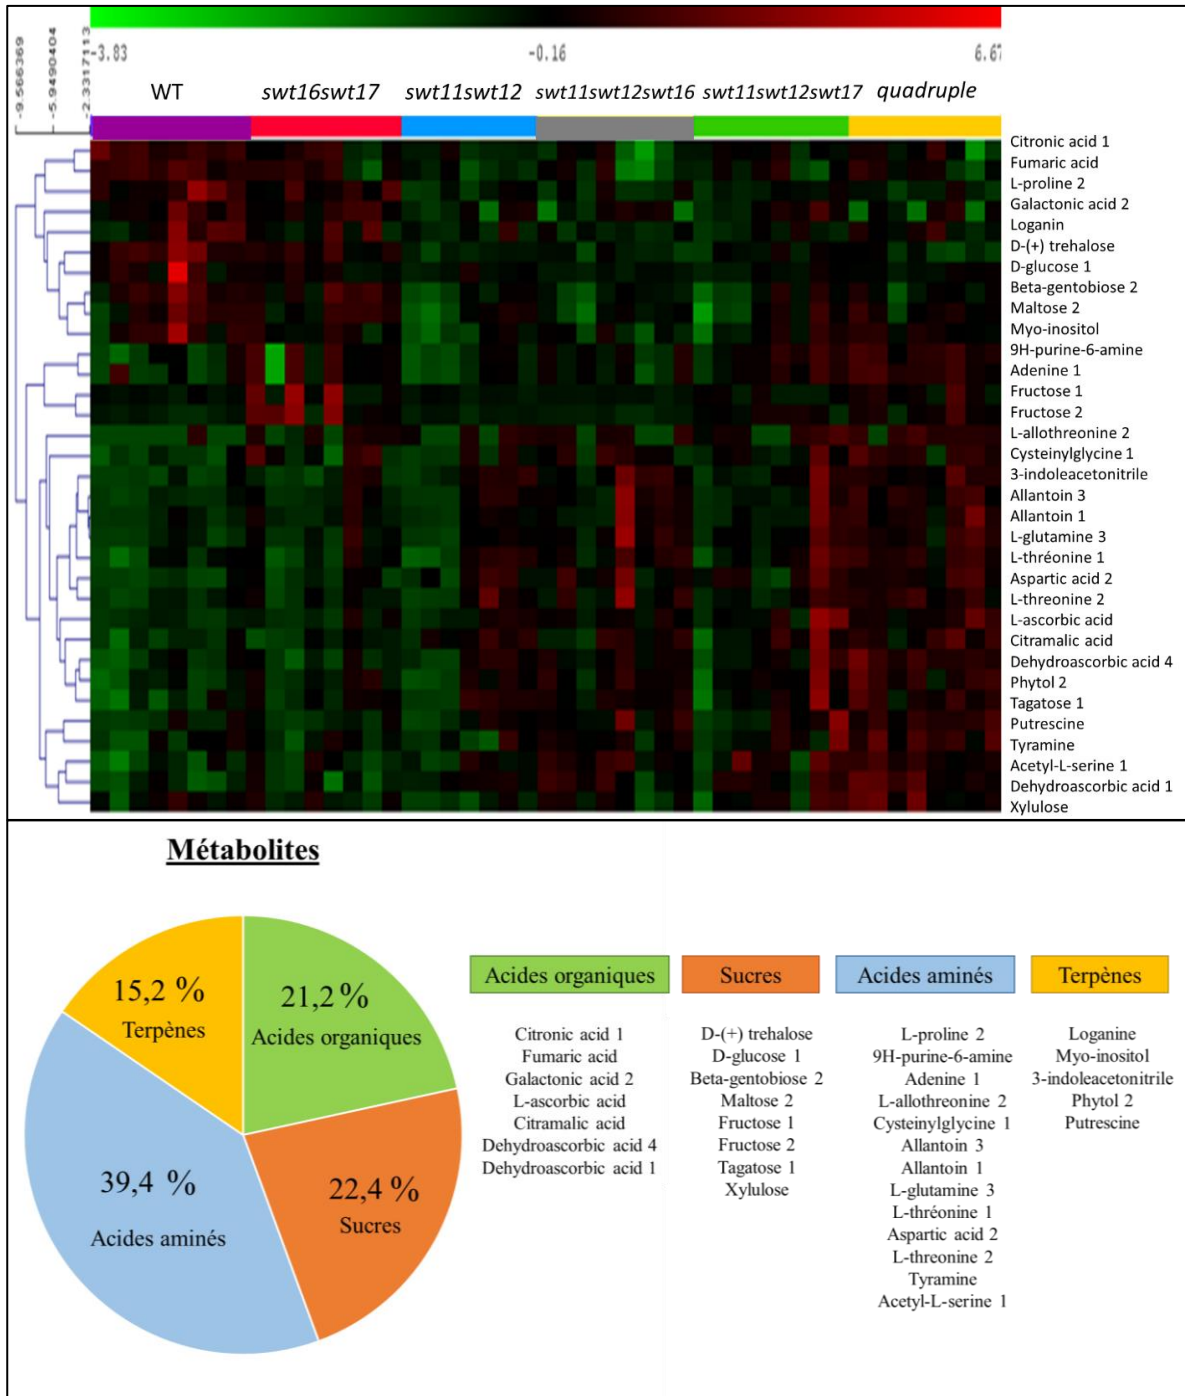 -9.566369
-5.9490404
-2.3317113
-3.83
-0.16
6.67
WT
swt16swt17
swt11swt12
swt11swt12swt16
swt11swt12swt17
quadruple
Citronic acid 1
Fumaric acid
L-proline 2
Galactonic acid 2
Loganin
D-(+) trehalose
D-glucose 1
Beta-gentobiose 2
Maltose 2
Myo-inositol
9H-purine-6-amine
Adenine 1
Fructose 1
Fructose 2
L-allothreonine 2
Cysteinylglycine 1
3-indoleacetonitrile
Allantoin 3
Allantoin 1
L-glutamine 3
L-thréonine 1
Aspartic acid 2
L-threonine 2
L-ascorbic acid
Citramalic acid
Dehydroascorbic acid 4
Phytol 2
Tagatose 1
Putrescine
Tyramine
Acetyl-L-serine 1
Dehydroascorbic acid 1
Xylulose
Métabolites
15,2 %
Terpènes
21,2 %
Acides organiques
39,4 %
Acides aminés
22,4 %
Sucres
Acides organiques
Citronic acid 1
Fumaric acid
Galactonic acid 2
L-ascorbic acid
Citramalic acid
Dehydroascorbic acid 4
Dehydroascorbic acid 1
Sucres
D-(+) trehalose
D-glucose 1
Beta-gentobiose 2
Maltose 2
Fructose 1
Fructose 2
Tagatose 1
Xylulose
Acides aminés
L-proline 2
9H-purine-6-amine
Adenine 1
L-allothreonine 2
Cysteinylglycine 1
Allantoin 3
Allantoin 1
L-glutamine 3
L-thréonine 1
Aspartic acid 2
L-threonine 2
Tyramine
Acetyl-L-serine 1
Terpènes
Loganine
Myo-inositol
3-indoleacetonitrile
Phytol 2
Putrescine